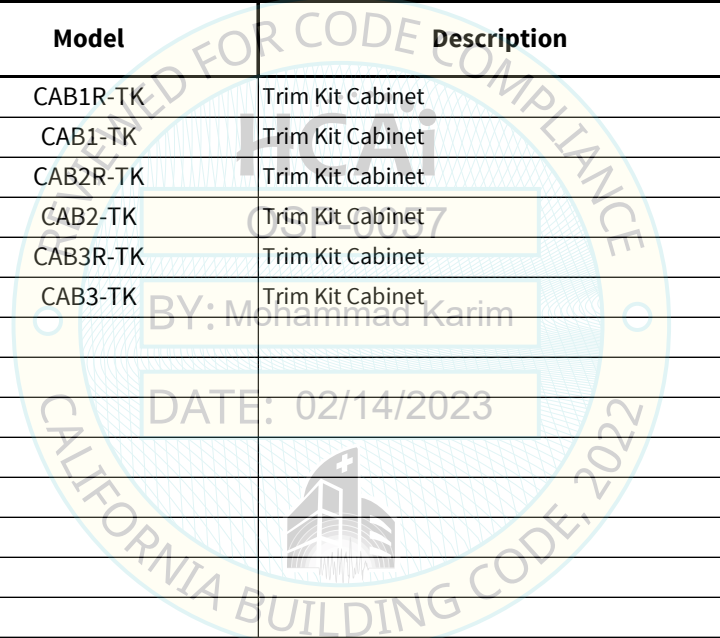 Model Description
CAB1R-TK Trim Kit Cabinet
CAB1-TK Trim Kit Cabinet
CAB2R-TK Trim Kit Cabinet
CAB2-TK Trim Kit Cabinet
CAB3R-TK Trim Kit Cabinet
CAB3-TK Trim Kit Cabinet
REVIEWED FOR CODE COMPLIANCE
HCAi
OSP-0057
BY: Mohammad Karim
DATE: 02/14/2023
CALIFORNIA BUILDING CODE, 2022